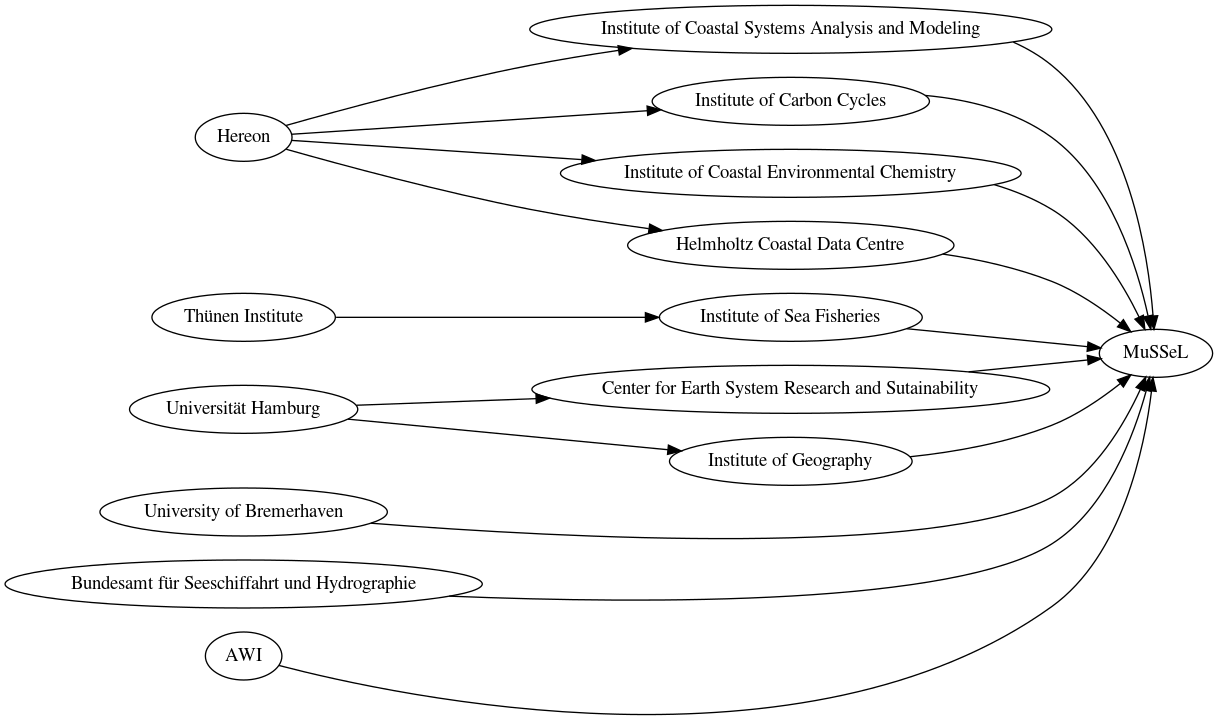 Institute of Coastal Systems Analysis and Modeling
Institute of Carbon Cycles
Hereon
Institute of Coastal Environmental Chemistry
Helmholtz Coastal Data Centre
Thünen Institute
Institute of Sea Fisheries
MuSSeL
Center for Earth System Research and Sutainability
Universität Hamburg
Institute of Geography
University of Bremerhaven
Bundesamt für Seeschiffahrt und Hydrographie
AWI